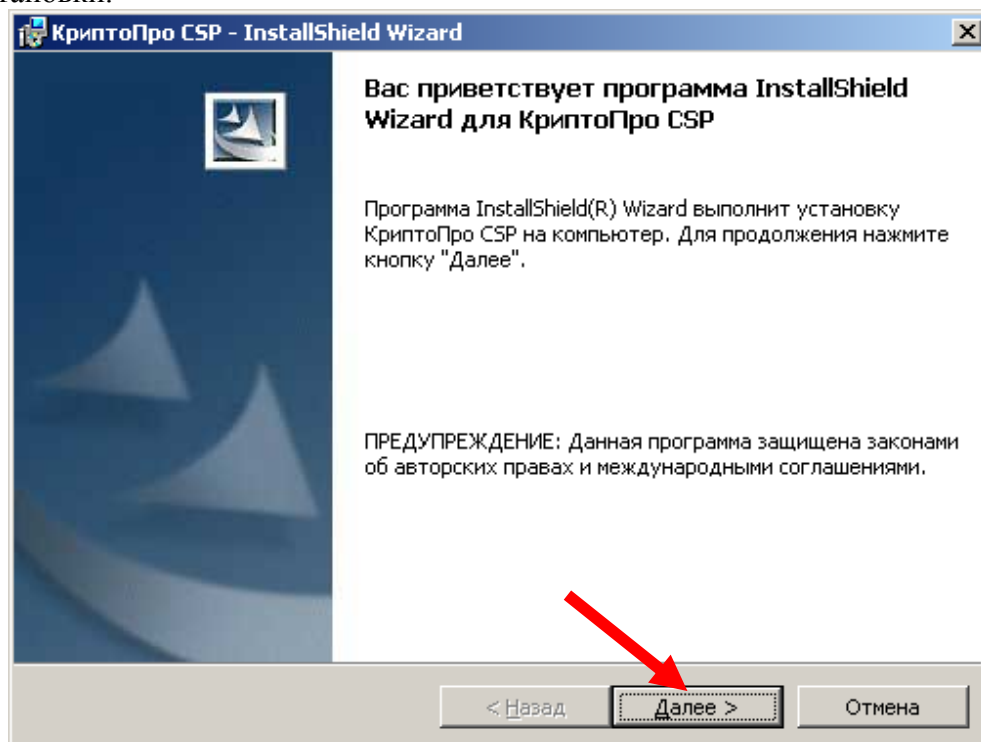 КриптоПро CSP - InstallShield Wizard
Вас приветствует программа InstallShield
Wizard для КриптоПро CSP
Программа InstallShield(R) Wizard выполнит установку
КриптоПро CSP на компьютер. Для продолжения нажмите
кнопку "Далее".
ПРЕДУПРЕЖДЕНИЕ: Данная программа защищена законами
об авторских правах и международными соглашениями.
< Назад
Далее >
Отмена